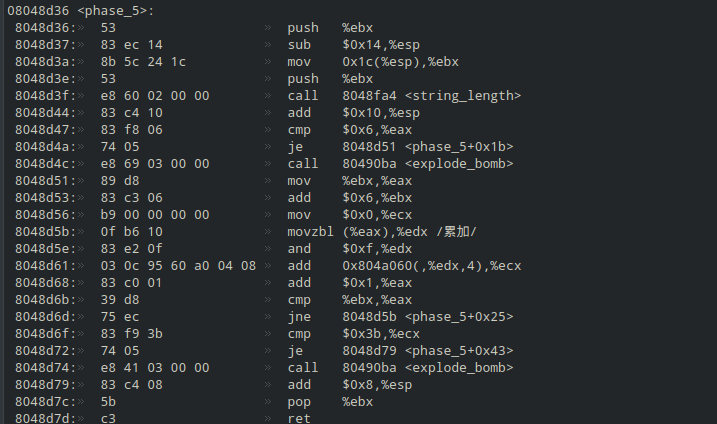 08048d36 <phase_5>:
8048d36:» 53 » push %ebx
8048d37:» 83 ec 14 » sub $0x14,%esp
8048d3a:» 8b 5c 24 1c » mov 0x1c(%esp),%ebx
8048d3e:» 53 » push %ebx
8048d3f:» e8 60 02 00 00 » call 8048fa4 <string_length>
8048d44:» 83 c4 10 » add $0x10,%esp
8048d47:» 83 f8 06 » cmp $0x6,%eax
8048d4a:» 74 05 » je 8048d51 <phase_5+0x1b>
8048d4c:» e8 69 03 00 00 » call 80490ba <explode_bomb>
8048d51:» 89 d8 » mov %ebx,%eax
8048d53:» 83 c3 06 » add $0x6,%ebx
8048d56:» b9 00 00 00 00 » mov $0x0,%ecx
8048d5b:» 0f b6 10 » movzbl (%eax),%edx /累加/
8048d5e:» 83 e2 0f » and $0xf,%edx
8048d61:» 03 0c 95 60 a0 04 08 » add 0x804a060(,%edx,4),%ecx
8048d68:» 83 c0 01 » add $0x1,%eax
8048d6b:» 39 d8 » cmp %ebx,%eax
8048d6d:» 75 ec » jne 8048d5b <phase_5+0x25>
8048d6f:» 83 f9 3b » cmp $0x3b,%ecx
8048d72:» 74 05 » je 8048d79 <phase_5+0x43>
8048d74:» e8 41 03 00 00 » call 80490ba <explode_bomb>
8048d79:» 83 c4 08 » add $0x8,%esp
8048d7c:» 5b » pop %ebx
8048d7d:» c3 » ret